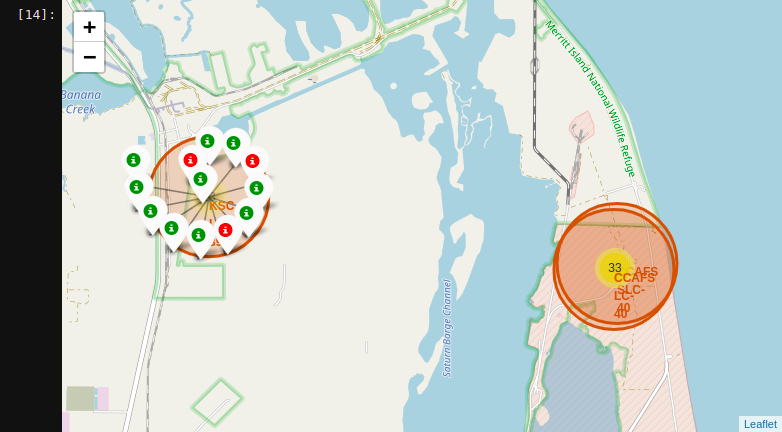 [14]:
+
−
Banana
Creek
Merritt Island National Wildlife Refuge
KSC
Saturn Barge Channel
33
AFS
CCAFS
SLC-
LC-
40
40
Leaflet